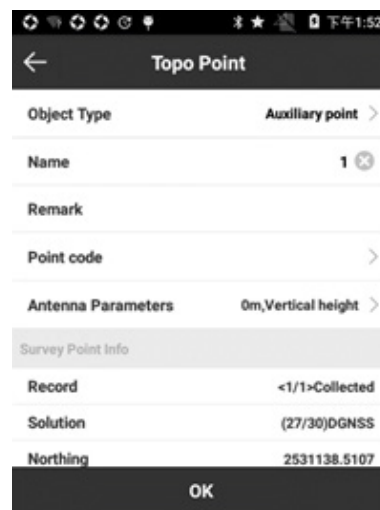 下午1:52
Topo Point
Object Type Auxiliary point
Name 1
Remark
Point code
Antenna Parameters 0m,Vertical height
Survey Point Info
Record <1/1>Collected
Solution (27/30)DGNSS
Northing 2531138.5107
OK